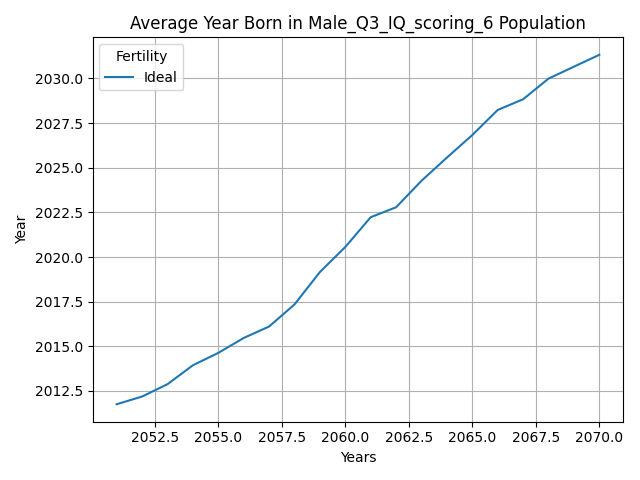 Average Year Born in Male_Q3_IQ_scoring_6 Population
Fertility
Ideal
Year
2030.0
2027.5
2025.0
2022.5
2020.0
2017.5
2015.0
2012.5
2052.5 2055.0 2057.5 2060.0 2062.5 2065.0 2067.5 2070.0
Years